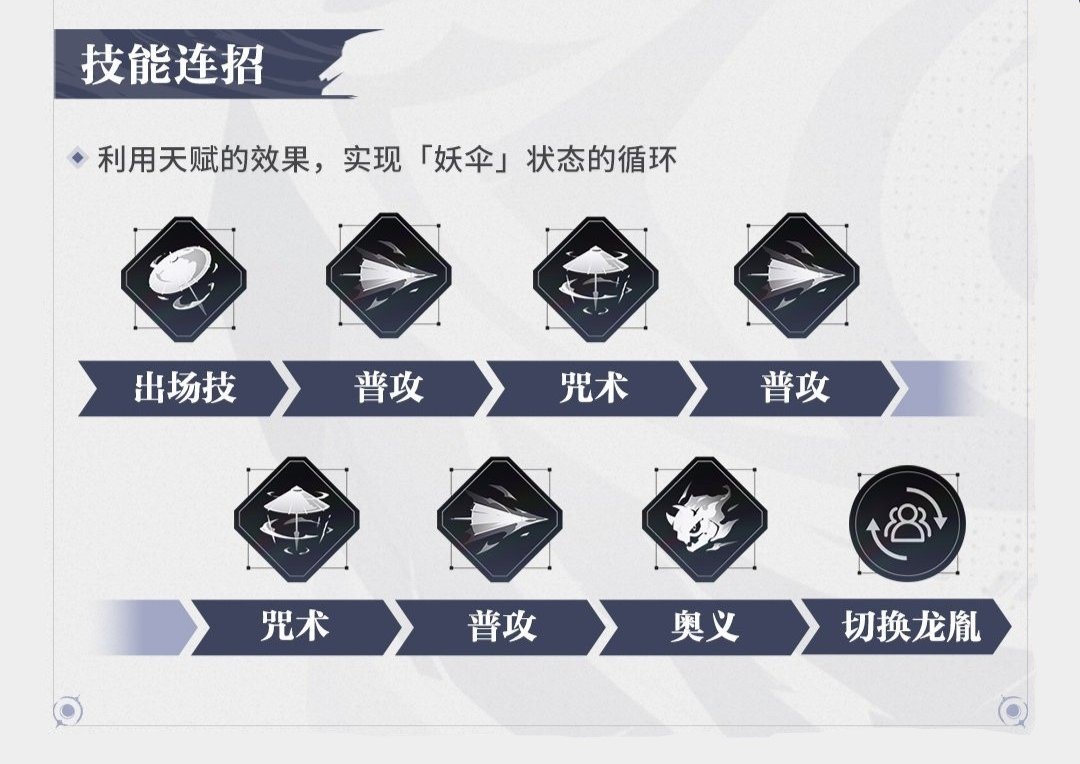 技能连招
利用天赋的效果，实现「妖伞」状态的循环
出场技 普攻 咒术 普攻
咒术 普攻 奥义 切换龙胤